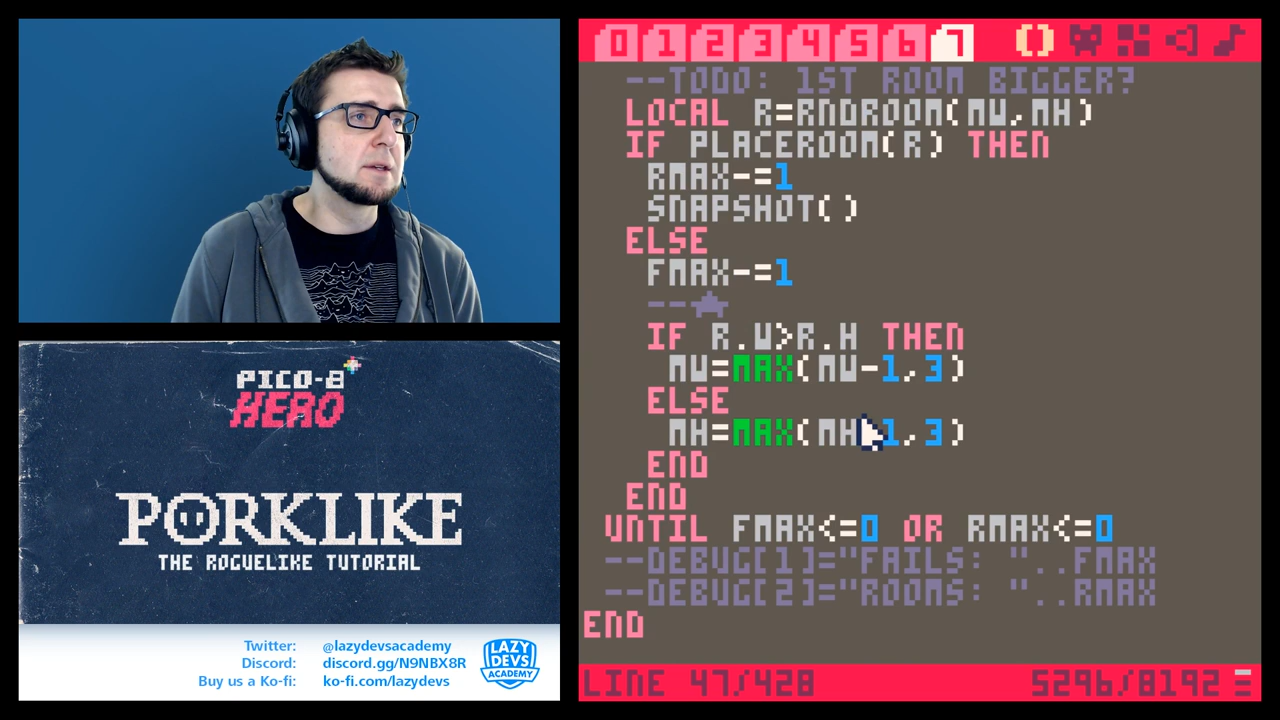 0 1 2 3 4 5 6 7
--TODO: 1ST ROOM BIGGER?
LOCAL R=RNDROOM(MW,MH)
IF PLACEROOM(R) THEN
RMAX-=1
SNAPSHOT()
ELSE
FMAX-=1
--
IF R.W>R.H THEN
MW=MAX(MW-1,3)
ELSE
MH=MAX(MH 1,3)
END
END
UNTIL FMAX<=0 OR RMAX<=0
--DEBUG[1]="FAILS: "..FMAX
--DEBUG[2]="ROOMS: "..RMAX
END
LINE 47/428 5296/8192
PICO-8
HERO
PORKLIKE
THE ROGUELIKE TUTORIAL
Twitter: @lazydevsacademy
Discord: discord.gg/N9NBX8R
Buy us a Ko-fi: ko-fi.com/lazydevs
LAZY
DEVS
ACADEMY